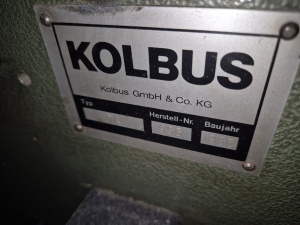 KOLBUS
Kolbus GmbH & Co. KG
Typ Herstell-Nr. Baujahr